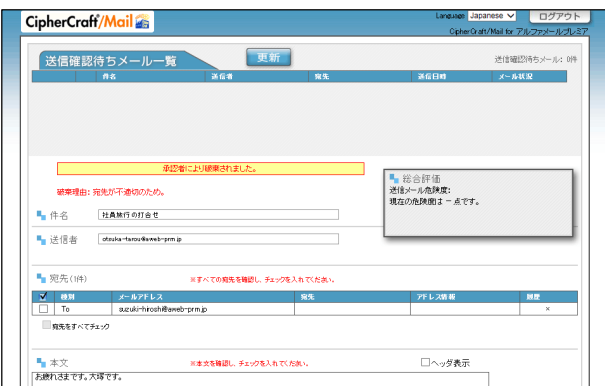 CipherCraft/Mail
Language Japanese ログアウト
CipherCraft/Mail for アルファメールプレミア
送信確認待ちメール一覧 更新 送信確認待ちメール: 0件
件名 送信者 宛先 送信日時 メール状況
承認者により破棄されました。
破棄理由: 宛先が不適切のため。
総合評価
送信メール危険度:
現在の危険度は ー 点です。
件名 社員旅行の打合せ
送信者 otsuka-tarou@aweb-prm.jp
宛先(1件) ※すべての宛先を確認し、チェックを入れてください。
種別 メールアドレス 宛先 アドレス情報 履歴
To suzuki-hiroshi@aweb-prm.jp ×
宛先をすべてチェック
本文 ※本文を確認し、チェックを入れてください。 ヘッダ表示
お疲れさまです。大塚です。